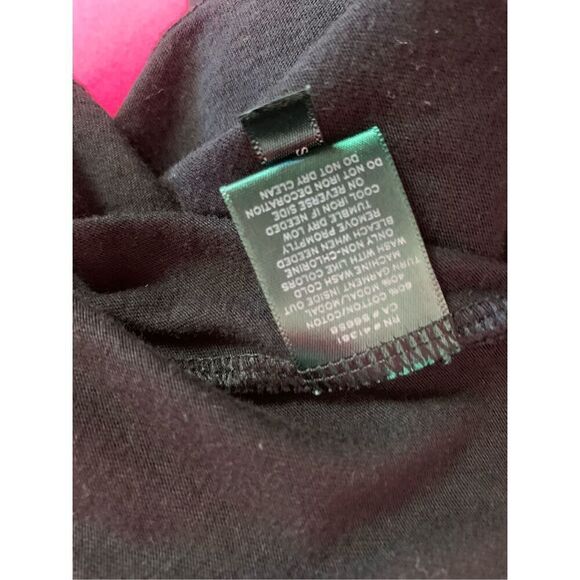 S
RN # 41381
CA # 56658
60% COTTON/COTON
40% MODAL/MODAL
TURN GARMENT INSIDE OUT
MACHINE WASH COLD
WASH WITH LIKE COLORS
ONLY NON-CHLORINE
BLEACH WHEN NEEDED
REMOVE PROMPTLY
TUMBLE DRY LOW
COOL IRON IF NEEDED
ON REVERSE SIDE
DO NOT IRON DECORATION
DO NOT DRY CLEAN